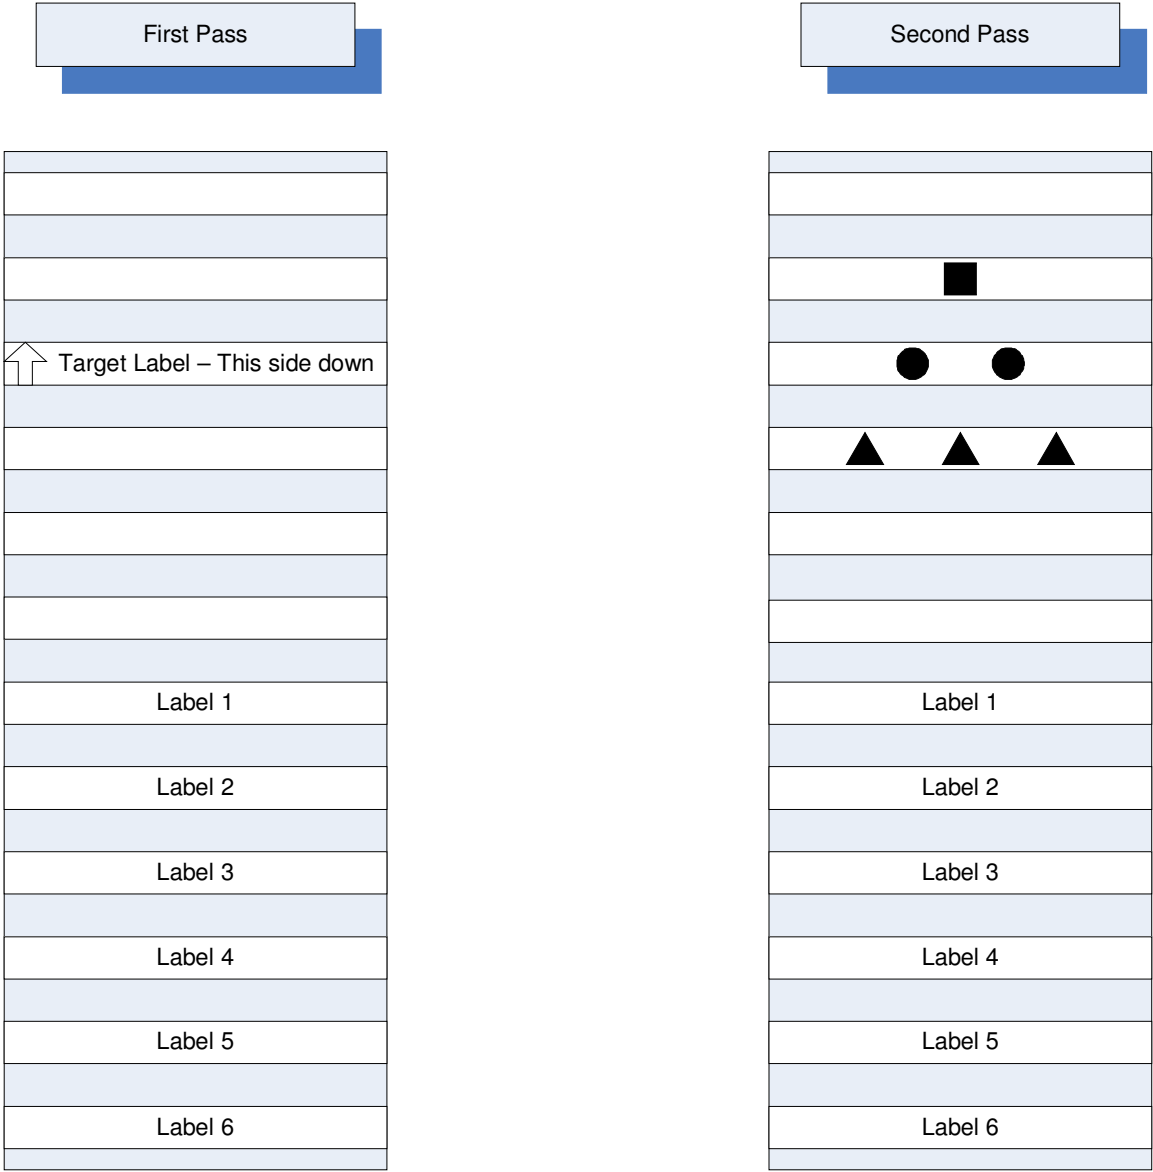 First Pass
Second Pass
Target Label – This side down
Label 1
Label 2
Label 3
Label 4
Label 5
Label 6
Label 1
Label 2
Label 3
Label 4
Label 5
Label 6